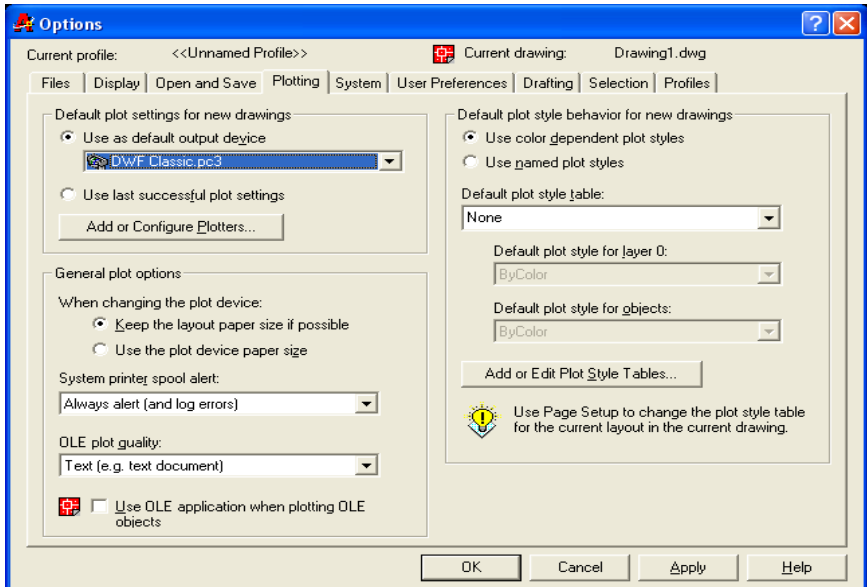 Options
Current profile: <<Unnamed Profile>> Current drawing: Drawing1.dwg
Files Display Open and Save Plotting System User Preferences Drafting Selection Profiles
Default plot settings for new drawings
Use as default output device
DWF Classic.pc3
Use last successful plot settings
Add or Configure Plotters...
General plot options
When changing the plot device:
Keep the layout paper size if possible
Use the plot device paper size
System printer spool alert:
Always alert (and log errors)
OLE plot quality:
Text (e.g. text document)
Use OLE application when plotting OLE
objects
Default plot style behavior for new drawings
Use color dependent plot styles
Use named plot styles
Default plot style table:
None
Default plot style for layer 0:
ByColor
Default plot style for objects:
ByColor
Add or Edit Plot Style Tables...
Use Page Setup to change the plot style table
for the current layout in the current drawing.
OK Cancel Apply Help